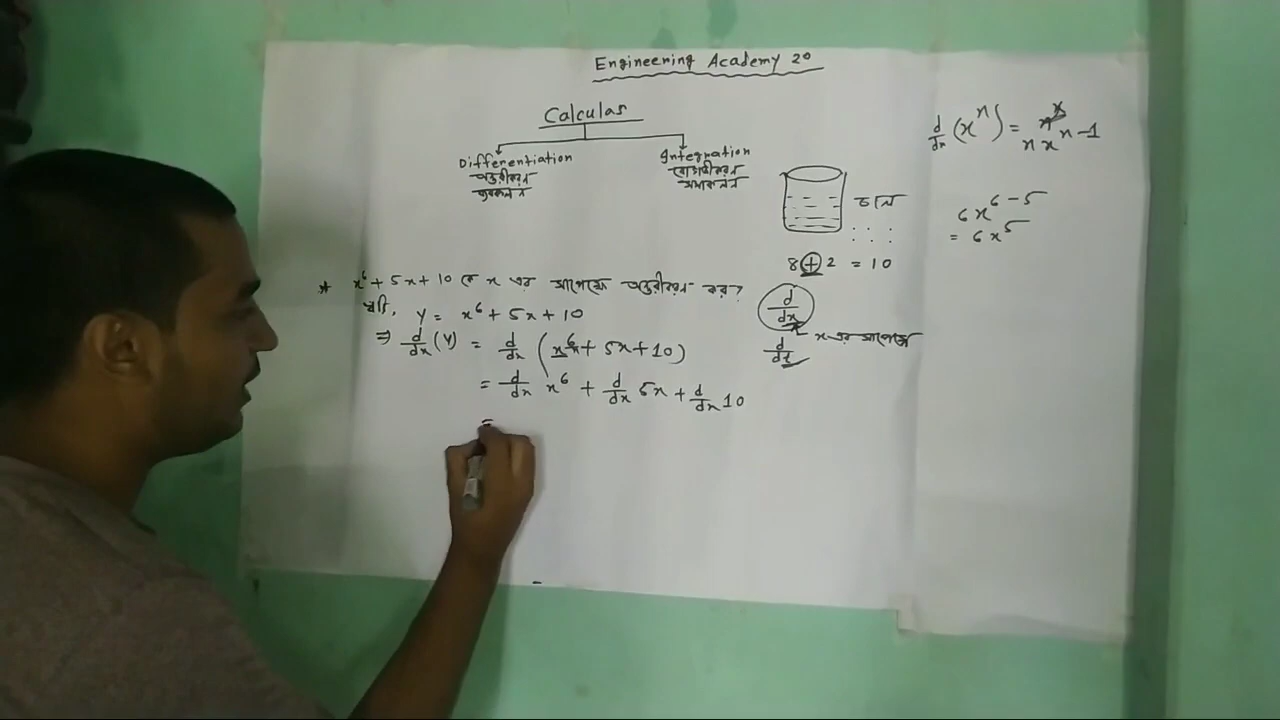 Engineering Academy 20
Calculas
Differentiation
অন্তরীকরণ
Integration
যোগজীকরণ
সমাকলন
8 + 2 = 10
d/dx
x এর সাপেক্ষে
* x⁶ + 5x + 10 কে x এর সাপেক্ষে অন্তরীকরণ কর?
ধরি, y = x⁶ + 5x + 10
⇒ d/dx (y) = d/dx (x⁶ + 5x + 10)
= d/dx x⁶ + d/dx 5x + d/dx 10
=
d/dx (xⁿ) = n xⁿ⁻¹
6x⁶⁻⁵
= 6x⁵